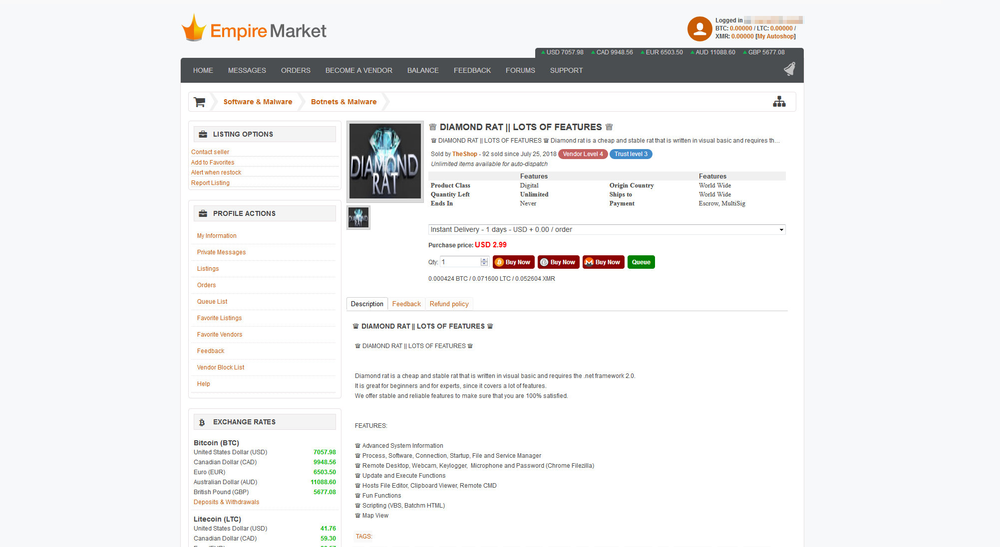 Empire Market
Logged in
BTC: 0.00000 / LTC: 0.00000 /
XMR: 0.00000 [My Autoshop]
USD 7057.98 CAD 9948.56 EUR 6503.50 AUD 11088.60 GBP 5677.08
HOME MESSAGES ORDERS BECOME A VENDOR BALANCE FEEDBACK FORUMS SUPPORT
Software & Malware Botnets & Malware
LISTING OPTIONS
Contact seller
Add to Favorites
Alert when restock
Report Listing
PROFILE ACTIONS
My Information
Private Messages
Listings
Orders
Queue List
Favorite Listings
Favorite Vendors
Feedback
Vendor Block List
Help
EXCHANGE RATES
Bitcoin (BTC)
United States Dollar (USD) 7057.98
Canadian Dollar (CAD) 9948.56
Euro (EUR) 6503.50
Australian Dollar (AUD) 11088.60
British Pound (GBP) 5677.08
Deposits & Withdrawals
Litecoin (LTC)
United States Dollar (USD) 41.76
Canadian Dollar (CAD) 59.30
DIAMOND
RAT
DIAMOND
RAT
♕ DIAMOND RAT || LOTS OF FEATURES ♕
♕ DIAMOND RAT || LOTS OF FEATURES ♕ Diamond rat is a cheap and stable rat that is written in visual basic and requires th...
Sold by TheShop - 92 sold since July 25, 2018 Vendor Level 4 Trust level 3
Unlimited items available for auto-dispatch
Features Features
Product Class Digital Origin Country World Wide
Quantity Left Unlimited Ships to World Wide
Ends In Never Payment Escrow, MultiSig
Instant Delivery - 1 days - USD + 0.00 / order
Purchase price: USD 2.99
Qty: 1 Buy Now Buy Now Buy Now Queue
0.000424 BTC / 0.071600 LTC / 0.052604 XMR
Description Feedback Refund policy
♕ DIAMOND RAT || LOTS OF FEATURES ♕
♕ DIAMOND RAT || LOTS OF FEATURES ♕
Diamond rat is a cheap and stable rat that is written in visual basic and requires the .net framework 2.0.
It is great for beginners and for experts, since it covers a lot of features.
We offer stable and reliable features to make sure that you are 100% satisfied.
FEATURES:
♕ Advanced System Information
♕ Process, Software, Connection, Startup, File and Service Manager
♕ Remote Desktop, Webcam, Keylogger, Microphone and Password (Chrome Filezilla)
♕ Update and Execute Functions
♕ Hosts File Editor, Clipboard Viewer, Remote CMD
♕ Fun Functions
♕ Scripting (VBS, Batchm HTML)
♕ Map View
TAGS: